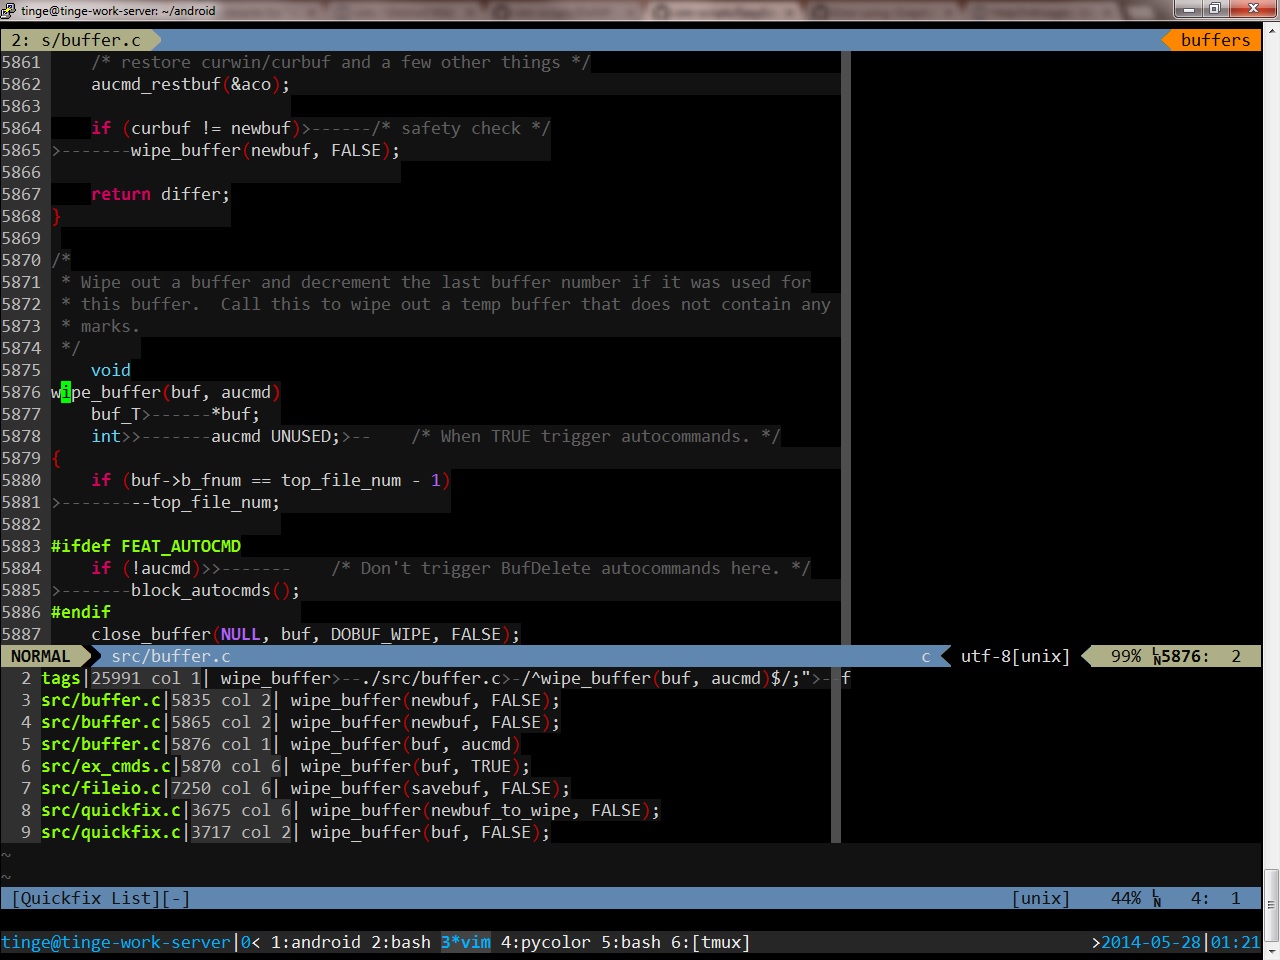 tinge@tinge-work-server: ~/android
2: s/buffer.c
buffers
5861     /* restore curwin/curbuf and a few other things */
5862     aucmd_restbuf(&aco);
5863
5864     if (curbuf != newbuf)>------/* safety check */
5865 >-------wipe_buffer(newbuf, FALSE);
5866
5867     return differ;
5868 }
5869
5870 /*
5871  * Wipe out a buffer and decrement the last buffer number if it was used for
5872  * this buffer.  Call this to wipe out a temp buffer that does not contain any
5873  * marks.
5874  */
5875     void
5876 wipe_buffer(buf, aucmd)
5877     buf_T>------*buf;
5878     int>>-------aucmd UNUSED;>--    /* When TRUE trigger autocommands. */
5879 {
5880     if (buf->b_fnum == top_file_num - 1)
5881 >---------top_file_num;
5882
5883 #ifdef FEAT_AUTOCMD
5884     if (!aucmd)>>-------    /* Don't trigger BufDelete autocommands here. */
5885 >-------block_autocmds();
5886 #endif
5887     close_buffer(NULL, buf, DOBUF_WIPE, FALSE);
NORMAL src/buffer.c c utf-8[unix] 99% LN5876: 2
2 tags|25991 col 1| wipe_buffer>--./src/buffer.c>-/^wipe_buffer(buf, aucmd)$/;">--f
3 src/buffer.c|5835 col 2| wipe_buffer(newbuf, FALSE);
4 src/buffer.c|5865 col 2| wipe_buffer(newbuf, FALSE);
5 src/buffer.c|5876 col 1| wipe_buffer(buf, aucmd)
6 src/ex_cmds.c|5870 col 6| wipe_buffer(buf, TRUE);
7 src/fileio.c|7250 col 6| wipe_buffer(savebuf, FALSE);
8 src/quickfix.c|3675 col 6| wipe_buffer(newbuf_to_wipe, FALSE);
9 src/quickfix.c|3717 col 2| wipe_buffer(buf, FALSE);
~
~
[Quickfix List][-] [unix] 44% LN 4: 1
tinge@tinge-work-server|0< 1:android 2:bash 3*vim 4:pycolor 5:bash 6:[tmux] >2014-05-28|01:21